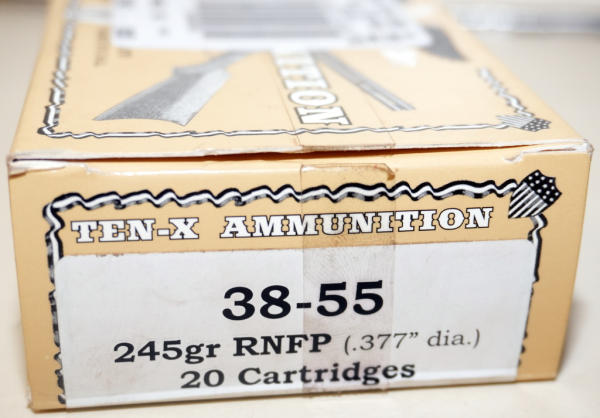 TEN-X AMMUNITION
38-55
245gr RNFP (.377" dia.)
20 Cartridges